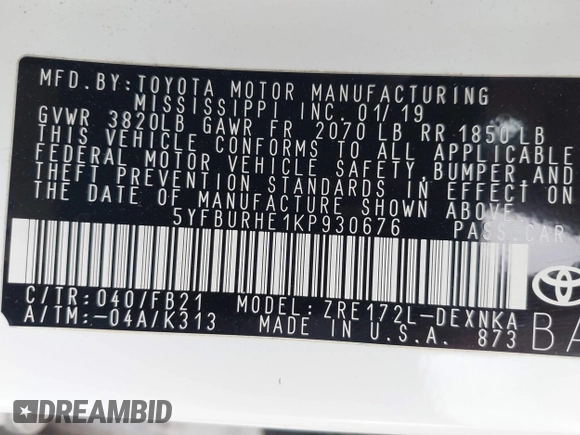 MFD.BY:TOYOTA MOTOR MANUFACTURING
MISSISSIPPI INC. 01/19
GVWR 3820LB GAWR FR 2070 LB RR 1850 LB
THIS VEHICLE CONFORMS TO ALL APPLICABLE
FEDERAL MOTOR VEHICLE SAFETY, BUMPER AND
THEFT PREVENTION STANDARDS IN EFFECT ON
THE DATE OF MANUFACTURE SHOWN ABOVE.
5YFBURHE1KP930676 PASS.CAR
C/TR:040/FB21 MODEL:ZRE172L-DEXNKA
A/TM:-04A/K313 MADE IN U.S.A. 873
DREAMBID